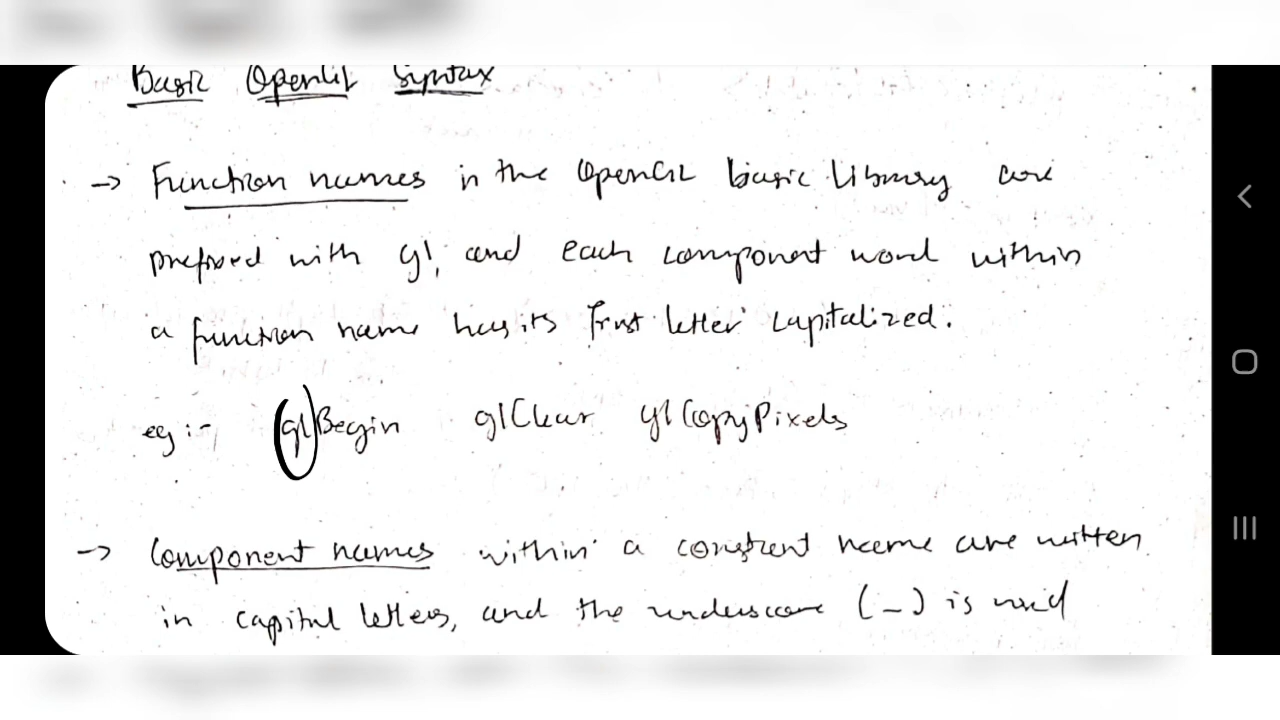 Basic OpenGL Syntax
→ Function names in the OpenGL basic library are
prefixed with gl, and each component word within
a function name has its first letter capitalized.
eg :- glBegin glClear glCopyPixels
→ Component names within a constant name are written
in capital letters, and the underscore (_) is used